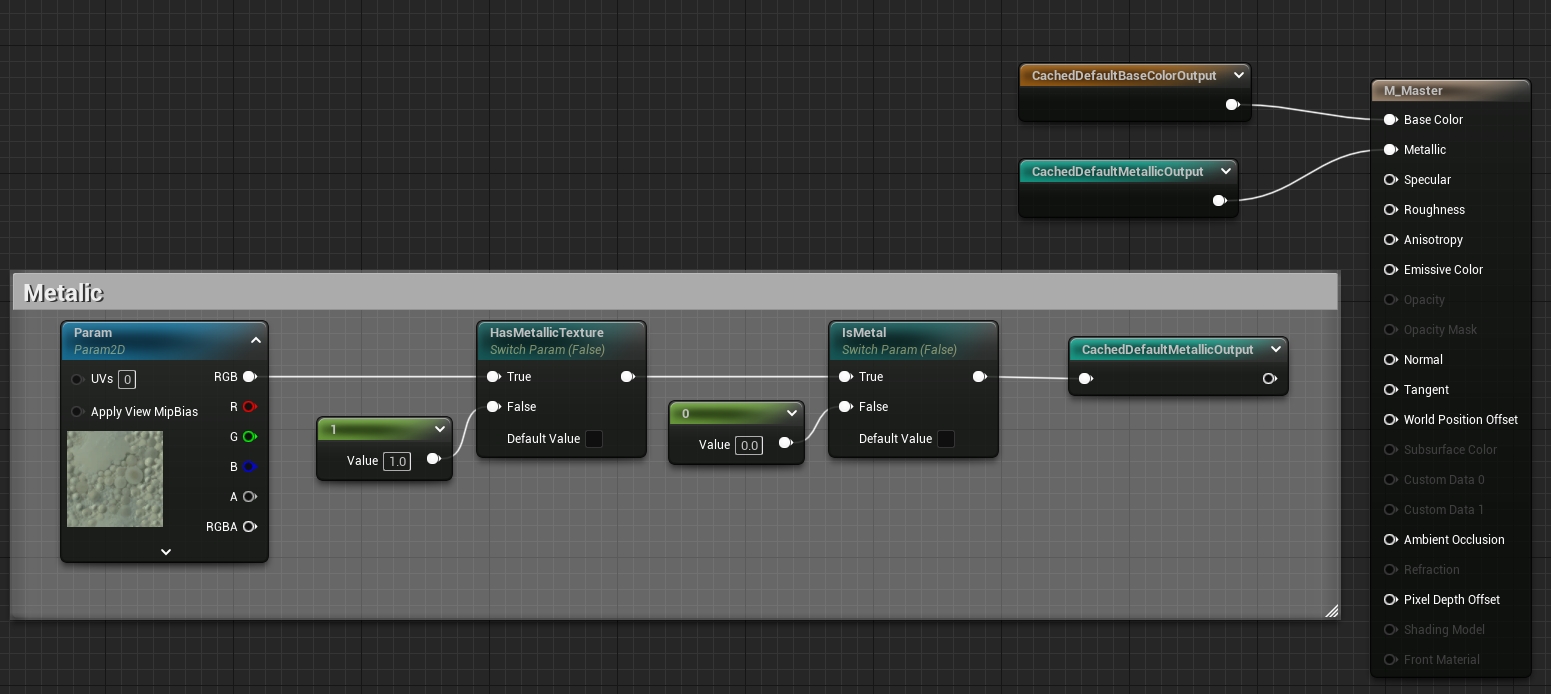 CachedDefaultBaseColorOutput
CachedDefaultMetallicOutput
M_Master
Base Color
Metallic
Specular
Roughness
Anisotropy
Emissive Color
Opacity
Opacity Mask
Normal
Tangent
World Position Offset
Subsurface Color
Custom Data 0
Custom Data 1
Ambient Occlusion
Refraction
Pixel Depth Offset
Shading Model
Front Material
Metalic
Param
Param2D
UVs 0
RGB
R
Apply View MipBias
G
B
A
RGBA
1
Value 1.0
HasMetallicTexture
Switch Param (False)
True
False
Default Value
0
Value 0.0
IsMetal
Switch Param (False)
True
False
Default Value
CachedDefaultMetallicOutput